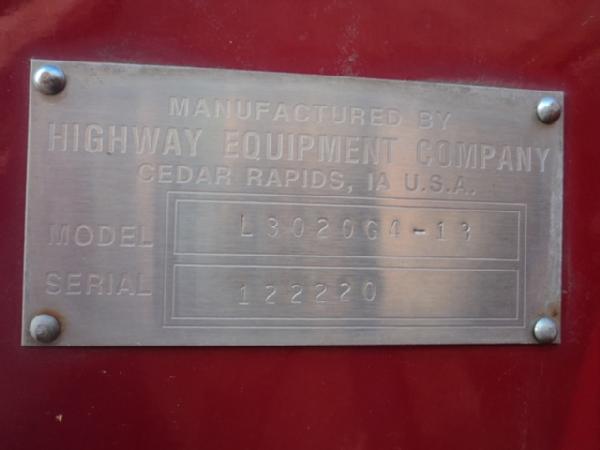 MANUFACTURED BY
HIGHWAY EQUIPMENT COMPANY
CEDAR RAPIDS, IA U.S.A.
MODEL L3020G4-13
SERIAL 122220